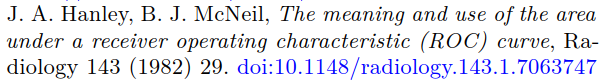 J. A. Hanley, B. J. McNeil, The meaning and use of the area
under a receiver operating characteristic (ROC) curve, Ra-
diology 143 (1982) 29. doi:10.1148/radiology.143.1.7063747